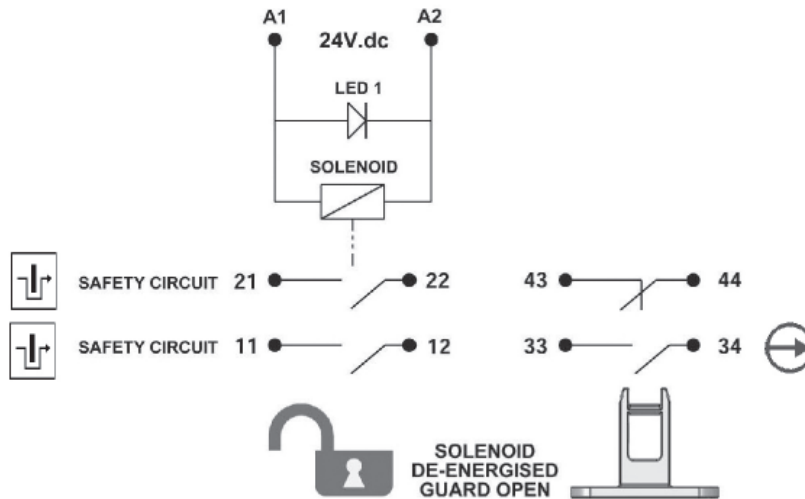 A1 A2
24V.dc
LED 1
SOLENOID
SAFETY CIRCUIT 21 22 43 44
SAFETY CIRCUIT 11 12 33 34
SOLENOID
DE-ENERGISED
GUARD OPEN